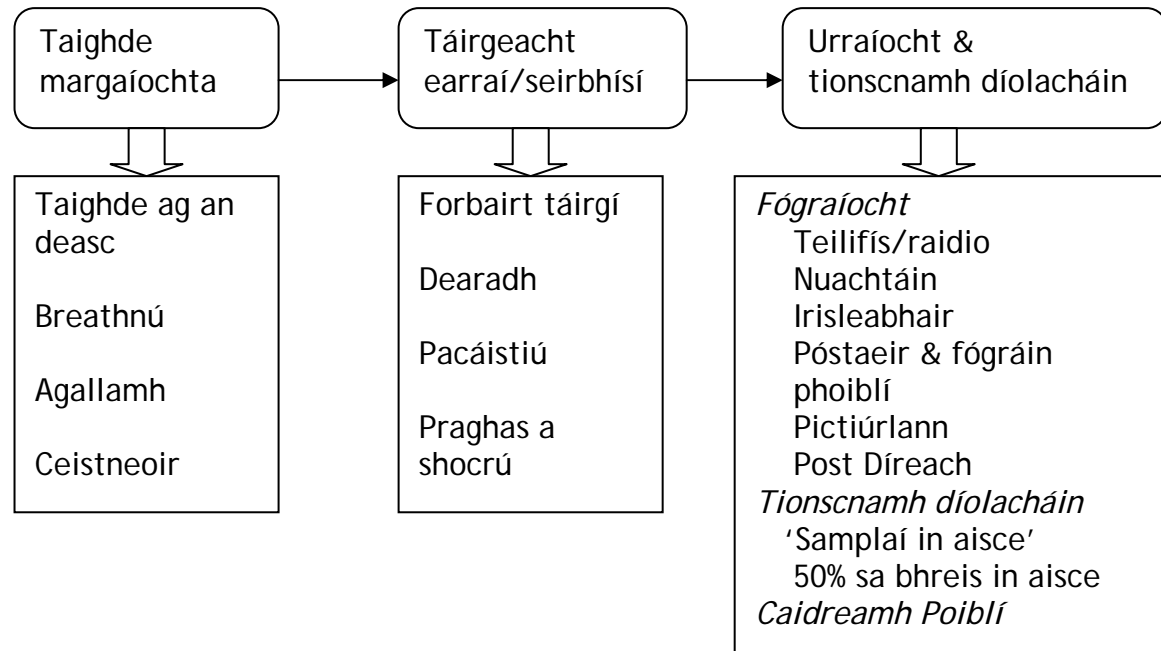 Taighde
margaíochta
Táirgeacht
earraí/seirbhísí
Urraíocht &
tionscnamh díolacháin
Taighde ag an
deasc
Breathnú
Agallamh
Ceistneoir
Forbairt táirgí
Dearadh
Pacáistiú
Praghas a
shocrú
Fógraíocht
Teilifís/raidio
Nuachtáin
Irisleabhair
Póstaeir & fógráin
phoiblí
Pictiúrlann
Post Díreach
Tionscnamh díolacháin
‘Samplaí in aisce’
50% sa bhreis in aisce
Caidreamh Poiblí